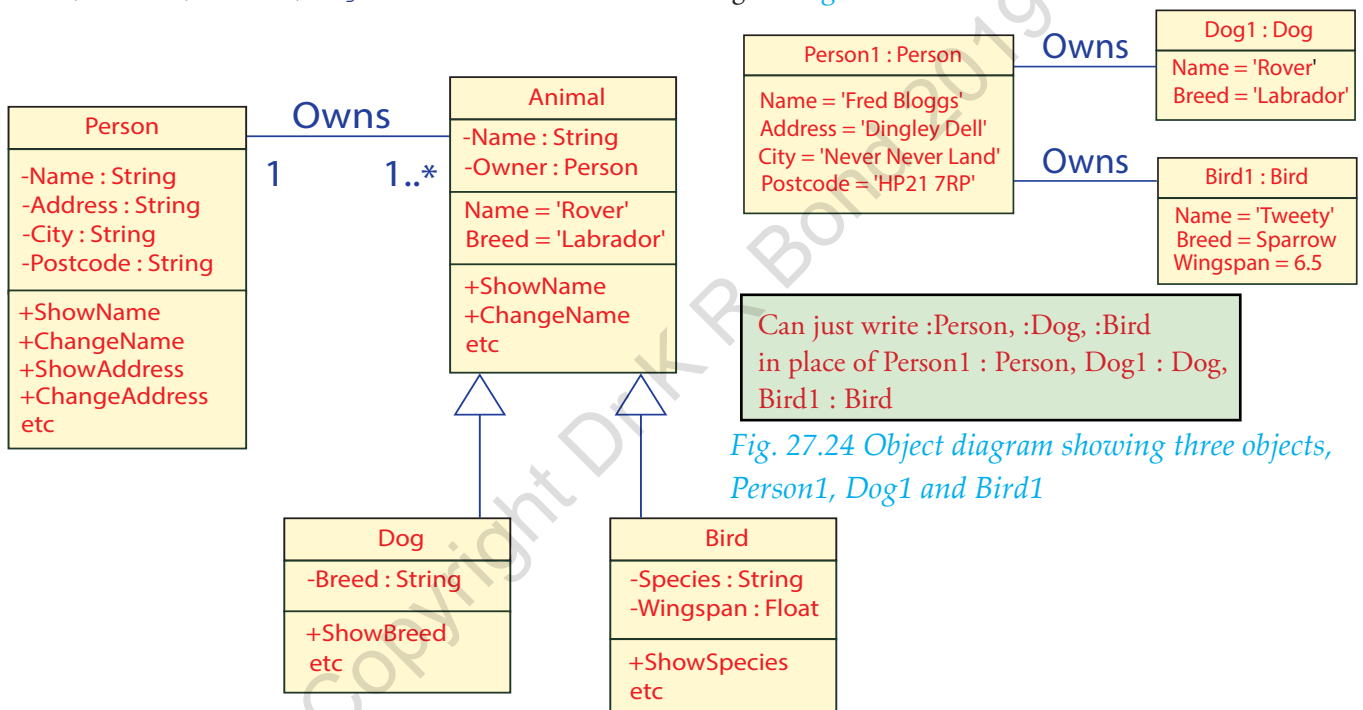 Person
-Name : String
-Address : String
-City : String
-Postcode : String
+ShowName
+ChangeName
+ShowAddress
+ChangeAddress
etc
Owns
1
1..*
Animal
-Name : String
-Owner : Person
Name = 'Rover'
Breed = 'Labrador'
+ShowName
+ChangeName
etc
Dog
-Breed : String
+ShowBreed
etc
Bird
-Species : String
-Wingspan : Float
+ShowSpecies
etc
Person1 : Person
Name = 'Fred Bloggs'
Address = 'Dingley Dell'
City = 'Never Never Land'
Postcode = 'HP21 7RP'
Owns
Dog1 : Dog
Name = 'Rover'
Breed = 'Labrador'
Owns
Bird1 : Bird
Name = 'Tweety'
Breed = Sparrow
Wingspan = 6.5
Can just write :Person, :Dog, :Bird
in place of Person1 : Person, Dog1 : Dog,
Bird1 : Bird
Fig. 27.24 Object diagram showing three objects,
Person1, Dog1 and Bird1
Copyright Dr K R Bond 2019